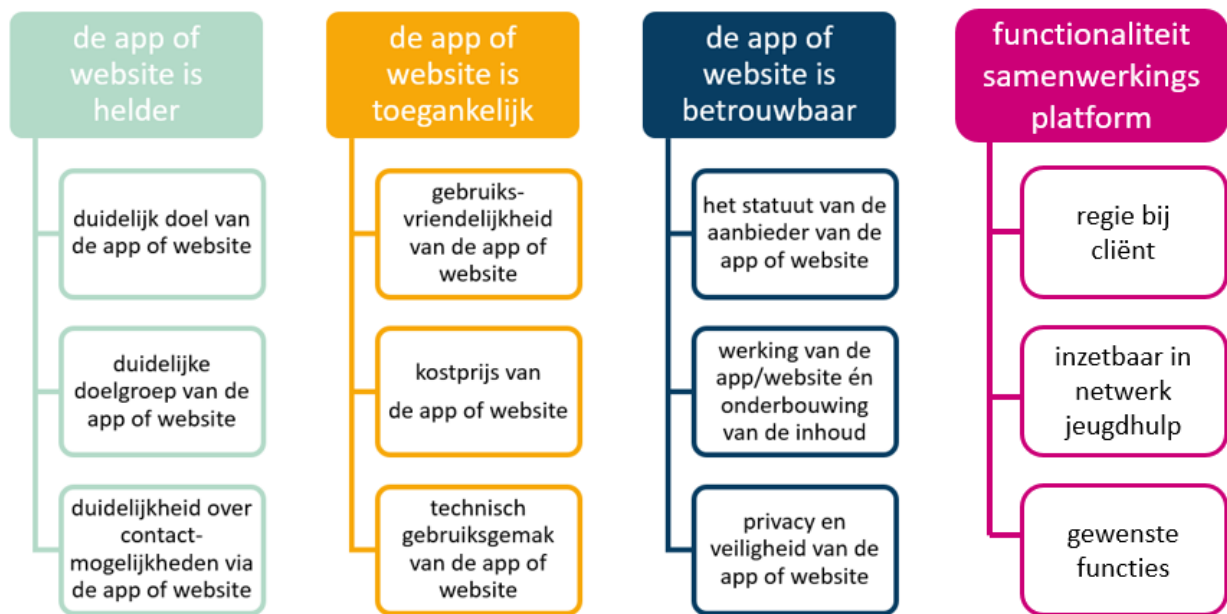 de app of
website is
helder
duidelijk doel van
de app of website
duidelijke
doelgroep van de
app of website
duidelijkheid over
contact-
mogelijkheden via
de app of website
de app of
website is
toegankelijk
gebruiks-
vriendelijkheid
van de app of
website
kostprijs van
de app of website
technisch
gebruiksgemak
van de app of
website
de app of
website is
betrouwbaar
het statuut van de
aanbieder van de
app of website
werking van de
app/website én
onderbouwing
van de inhoud
privacy en
veiligheid van de
app of website
functionaliteit
samenwerkings
platform
regie bij
cliënt
inzetbaar in
netwerk
jeugdhulp
gewenste
functies